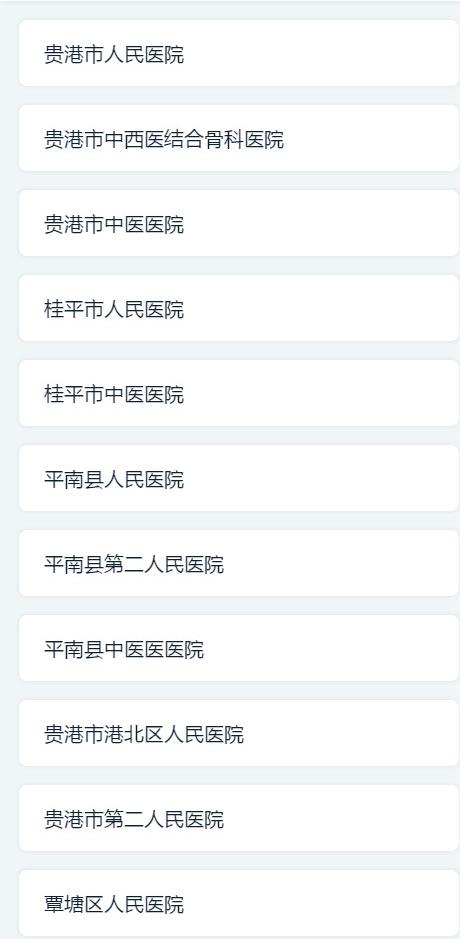 贵港市人民医院
贵港市中西医结合骨科医院
贵港市中医医院
桂平市人民医院
桂平市中医医院
平南县人民医院
平南县第二人民医院
平南县中医医医院
贵港市港北区人民医院
贵港市第二人民医院
覃塘区人民医院